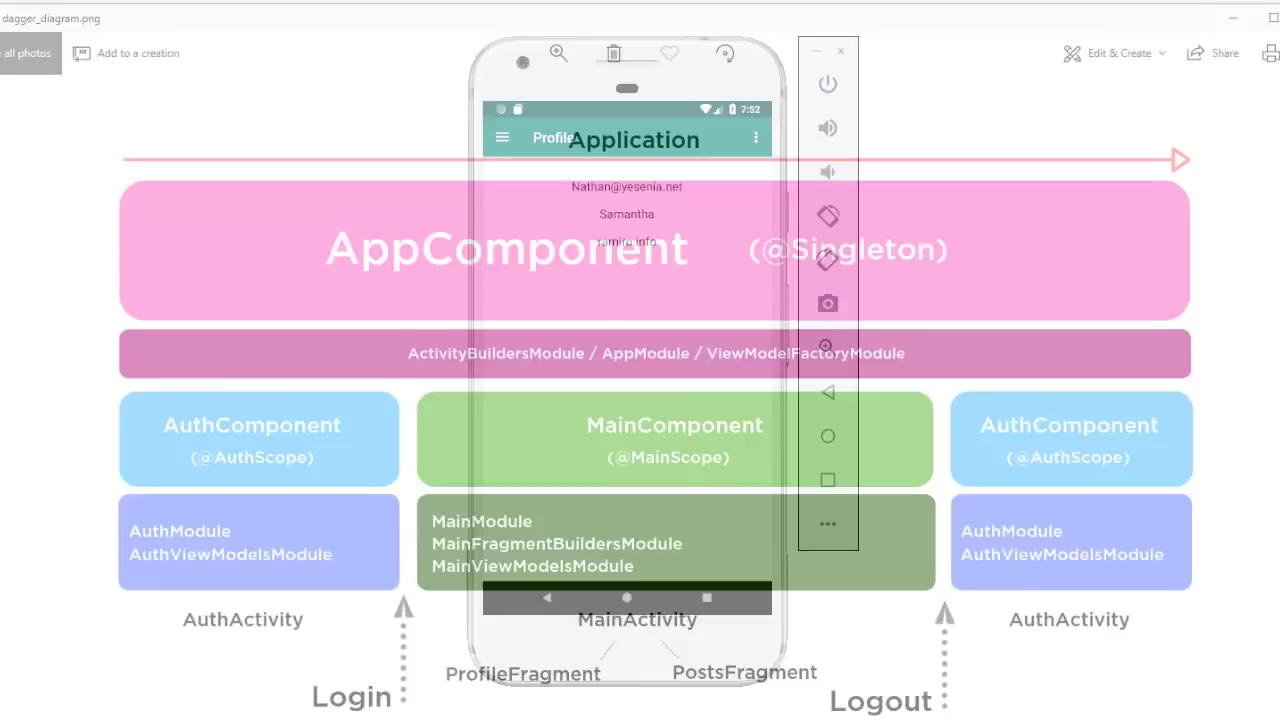 dagger_diagram.png
all photos
Add to a creation
Edit & Create
Share
7:52
Profile
Application
Nathan@yesenia.net
Samantha
ramiro.info
AppComponent (@Singleton)
ActivityBuildersModule / AppModule / ViewModelFactoryModule
AuthComponent
(@AuthScope)
MainComponent
(@MainScope)
AuthComponent
(@AuthScope)
AuthModule
AuthViewModelsModule
MainModule
MainFragmentBuildersModule
MainViewModelsModule
AuthModule
AuthViewModelsModule
AuthActivity
MainActivity
AuthActivity
ProfileFragment
PostsFragment
Login
Logout